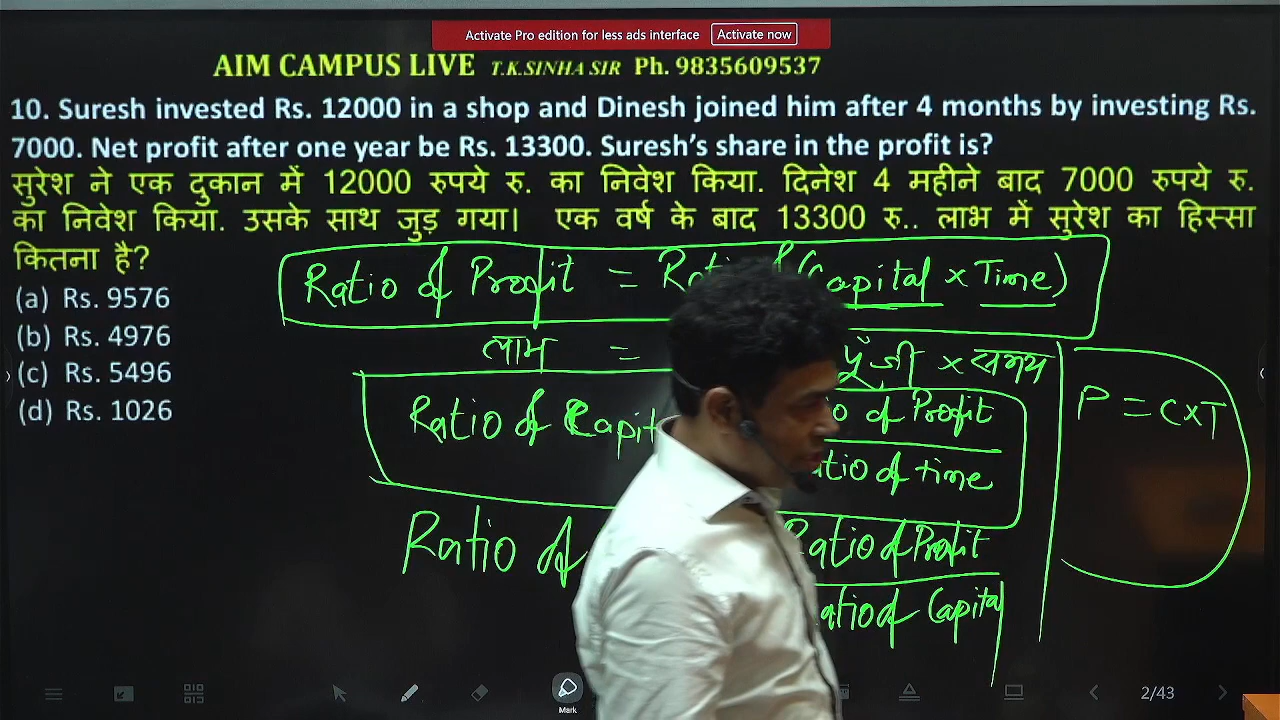 Activate Pro edition for less ads interface Activate now
AIM CAMPUS LIVE T.K.SINHA SIR Ph. 9835609537
10. Suresh invested Rs. 12000 in a shop and Dinesh joined him after 4 months by investing Rs.
7000. Net profit after one year be Rs. 13300. Suresh's share in the profit is?
सुरेश ने एक दुकान में 12000 रुपये रु. का निवेश किया. दिनेश 4 महीने बाद 7000 रुपये रु.
का निवेश किया. उसके साथ जुड़ गया। एक वर्ष के बाद 13300 रु.. लाभ में सुरेश का हिस्सा
कितना है?
(a) Rs. 9576
(b) Rs. 4976
(c) Rs. 5496
(d) Rs. 1026
Ratio of Profit = (Capital × Time)
लाभ = पूँजी × समय
Ratio of of Profit
of time
Ratio of Ratio of Profit
Ratio of Capital
P = C×T
Mark
2/43